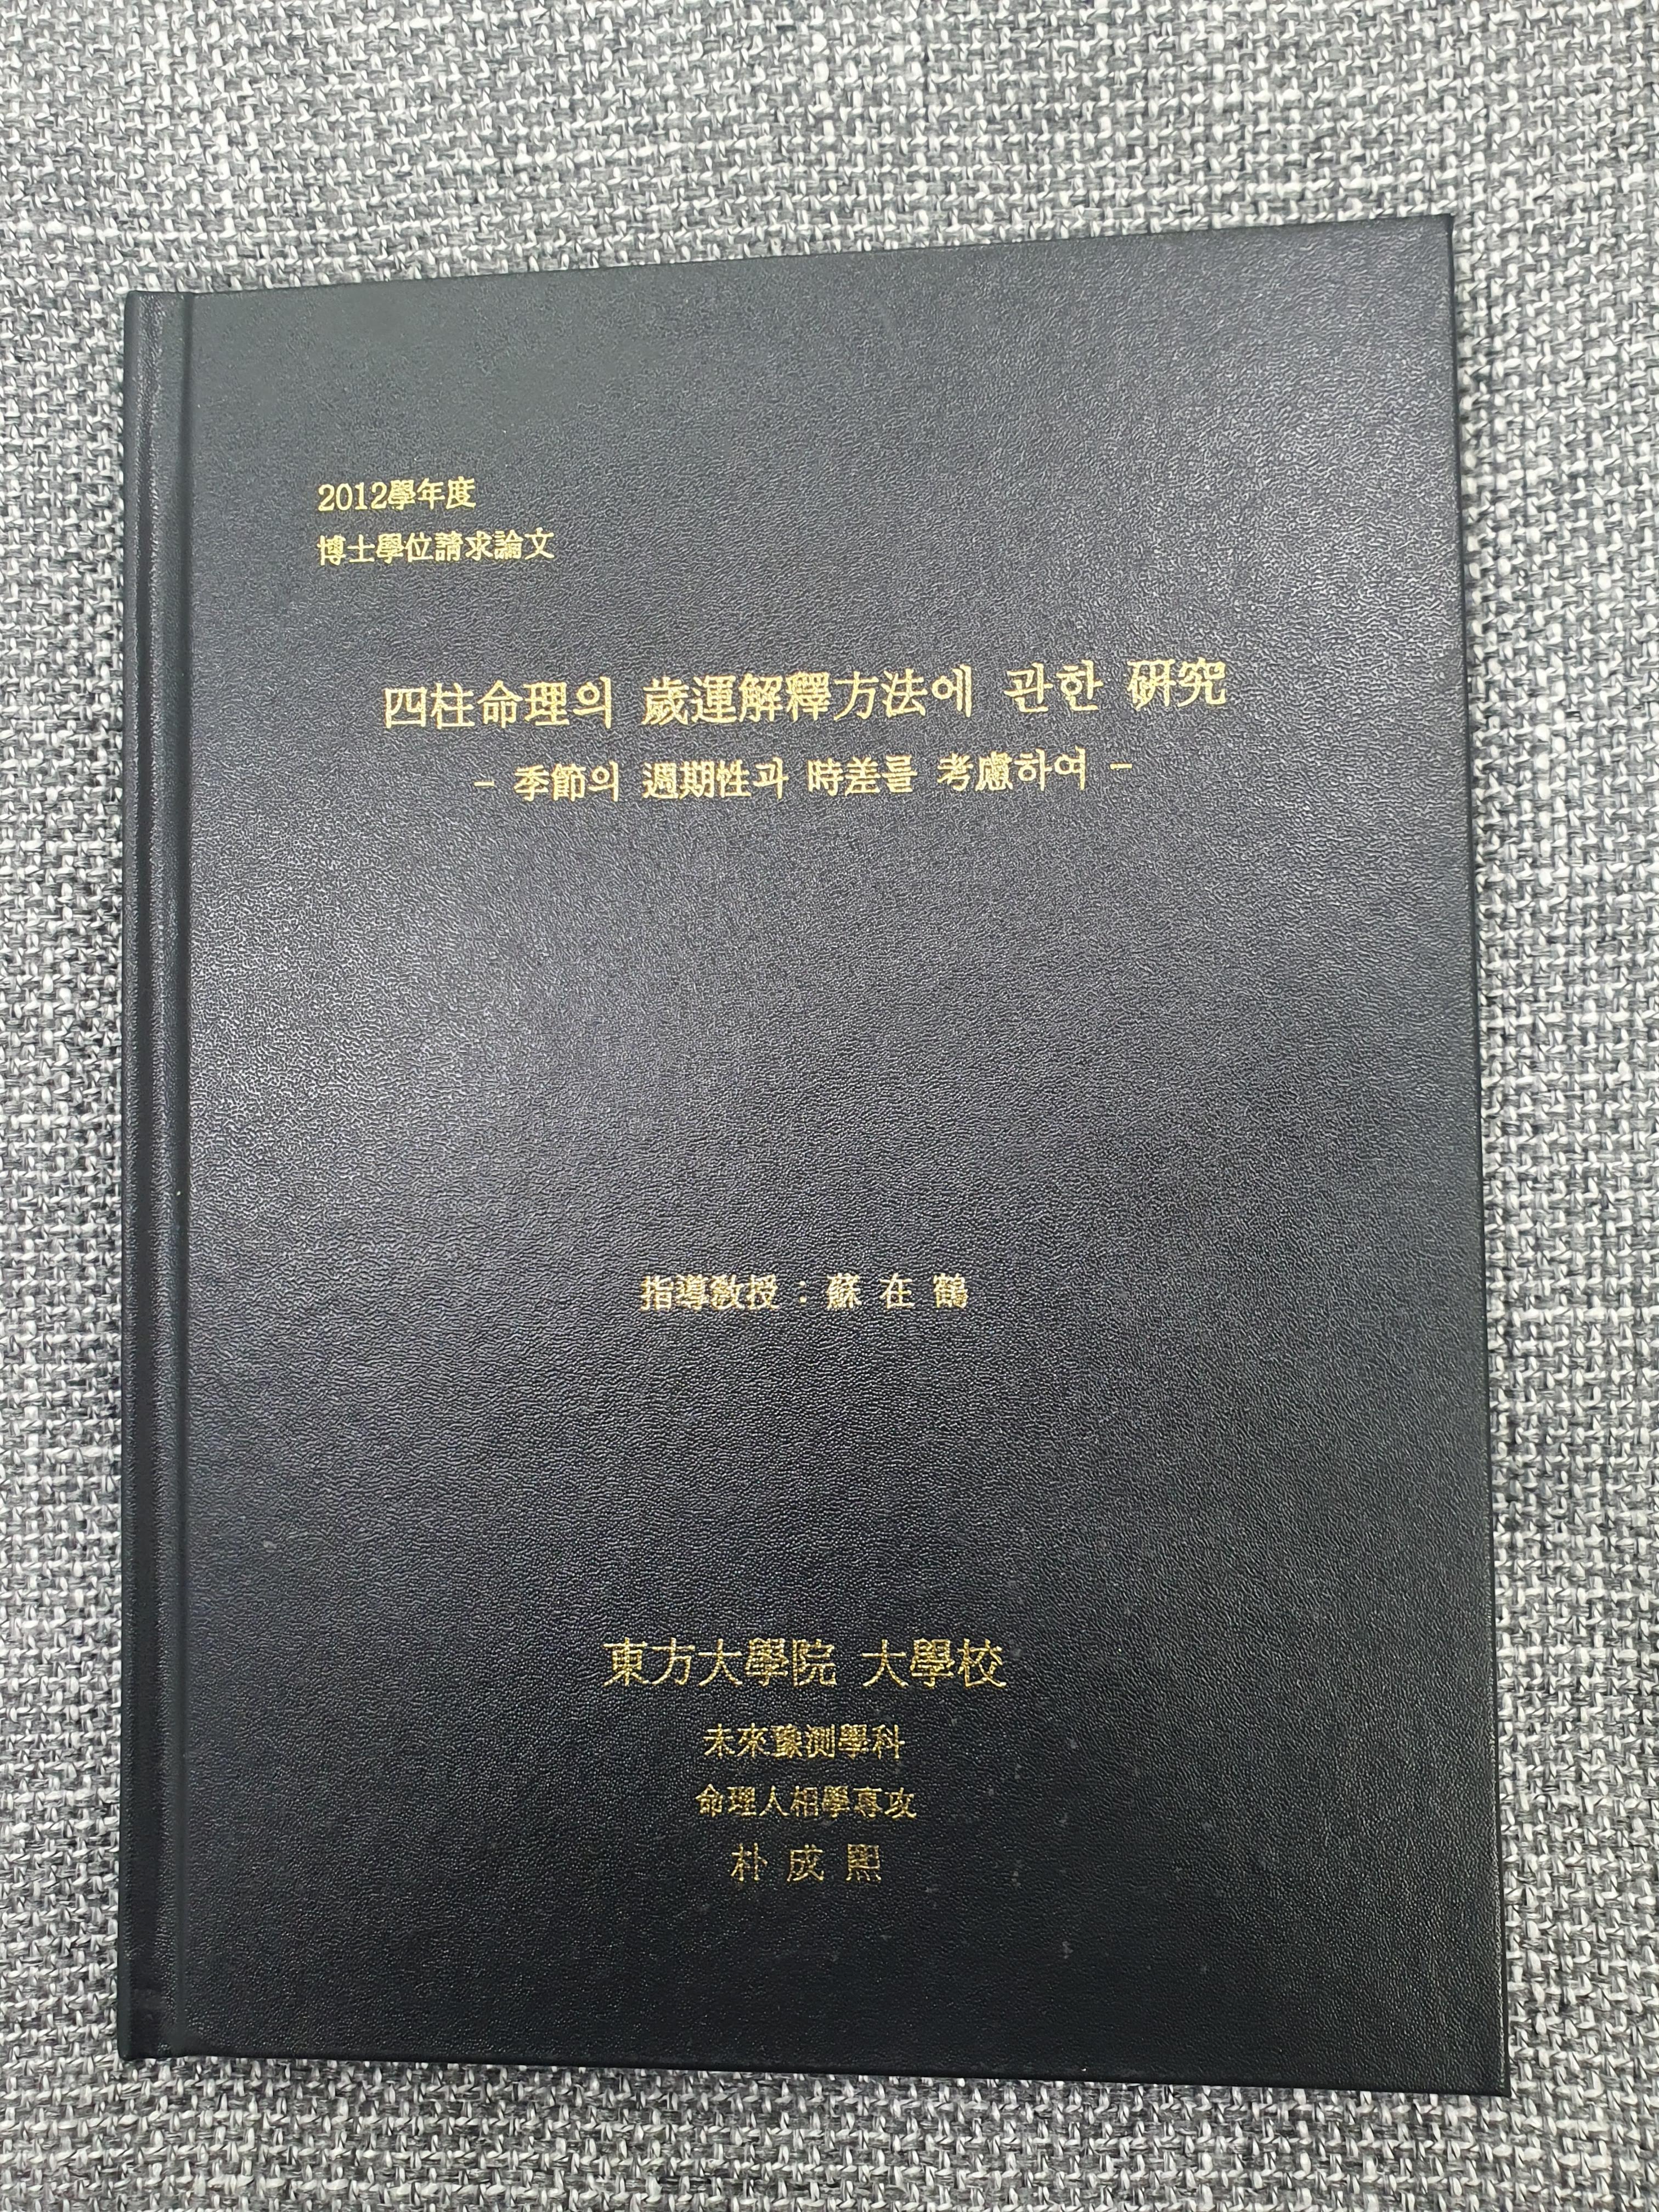 2012學年度
博士學位請求論文
四柱命理의 歲運解釋方法에 관한 硏究
- 季節의 週期性과 時差를 考慮하여 -
指導敎授 : 蘇 在 鶴
東方大學院 大學校
未來豫測學科
命理人相學專攻
朴 成 熙